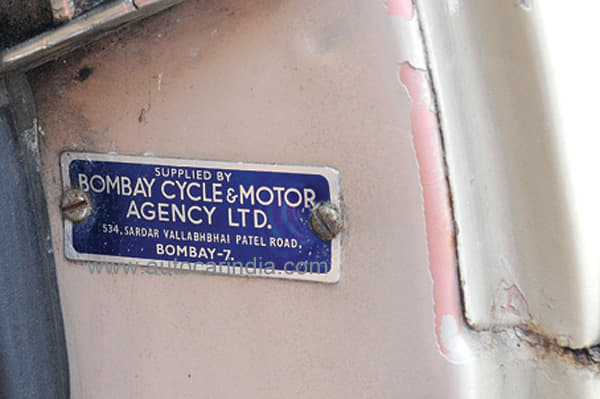 SUPPLIED BY
BOMBAY CYCLE & MOTOR
AGENCY LTD.
534, SARDAR VALLABHBHAI PATEL ROAD,
BOMBAY-7.
www.autocarindia.com